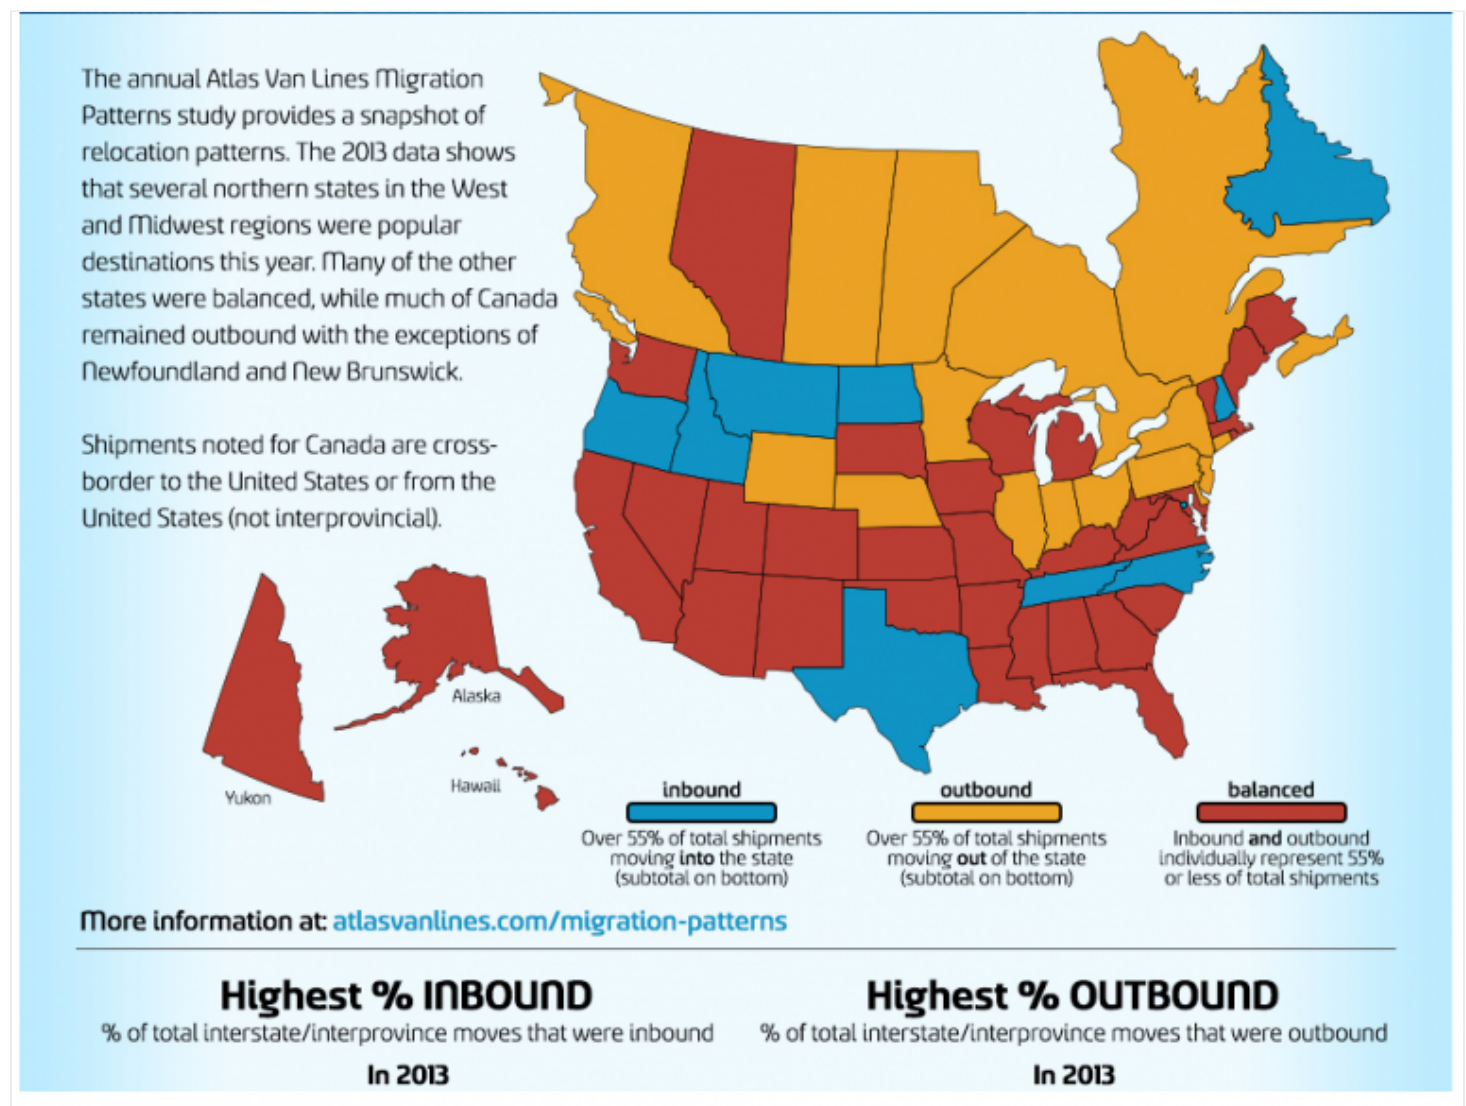 The annual Atlas Van Lines Migration
Patterns study provides a snapshot of
relocation patterns. The 2013 data shows
that several northern states in the West
and Midwest regions were popular
destinations this year. Many of the other
states were balanced, while much of Canada
remained outbound with the exceptions of
Newfoundland and New Brunswick.
Shipments noted for Canada are cross-
border to the United States or from the
United States (not interprovincial).
Alaska
Yukon
Hawaii
inbound
Over 55% of total shipments
moving into the state
(subtotal on bottom)
outbound
Over 55% of total shipments
moving out of the state
(subtotal on bottom)
balanced
Inbound and outbound
individually represent 55%
or less of total shipments
More information at: atlasvanlines.com/migration-patterns
Highest % INBOUND
% of total interstate/interprovince moves that were inbound
In 2013
Highest % OUTBOUND
% of total interstate/interprovince moves that were outbound
In 2013